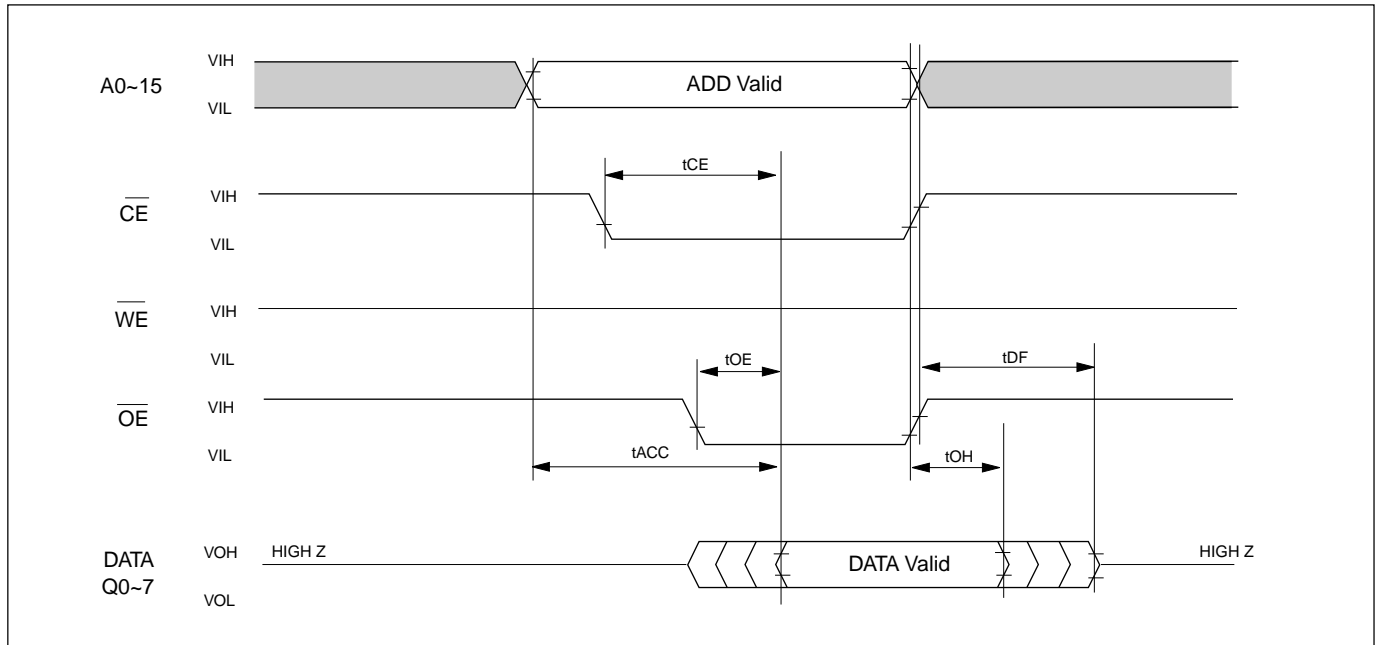 VIH
A0~15
VIL
ADD Valid
tCE
VIH
CE
VIL
VIH
WE
VIL
tOE
tDF
VIH
OE
VIL
tACC
tOH
VOH
HIGH Z
DATA
Q0~7
VOL
DATA Valid
HIGH Z